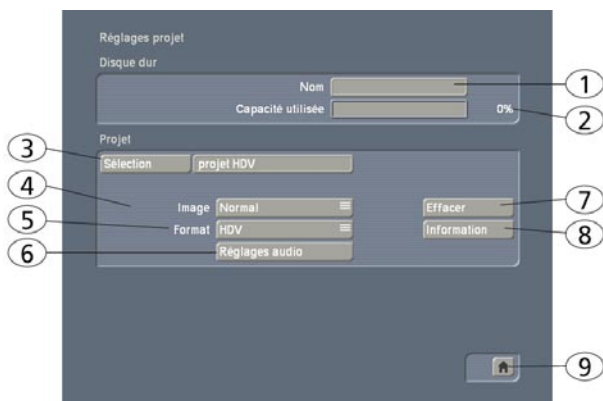 Réglages projet
Disque dur
Nom
1
Capacité utilisée
0%
2
Projet
3
Sélection
projet HDV
4
Image
Normal
Effacer
7
5
Format
HDV
Information
8
6
Réglages audio
9